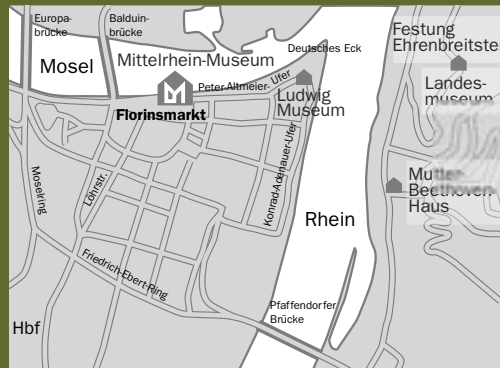 Europa-
brücke
Balduin-
brücke
Mosel
Mittelrhein-Museum
Deutsches Eck
Festung
Ehrenbreitste
Peter-Altmeier-Ufer
Florinsmarkt
Ludwig
Museum
Landes-
museum
Moselring
Löhrstr.
Konrad-Adenauer-Ufer
Mutter-
Beethoven-
Haus
Rhein
Friedrich-Ebert-Ring
Pfaffendorfer
Brücke
Hbf